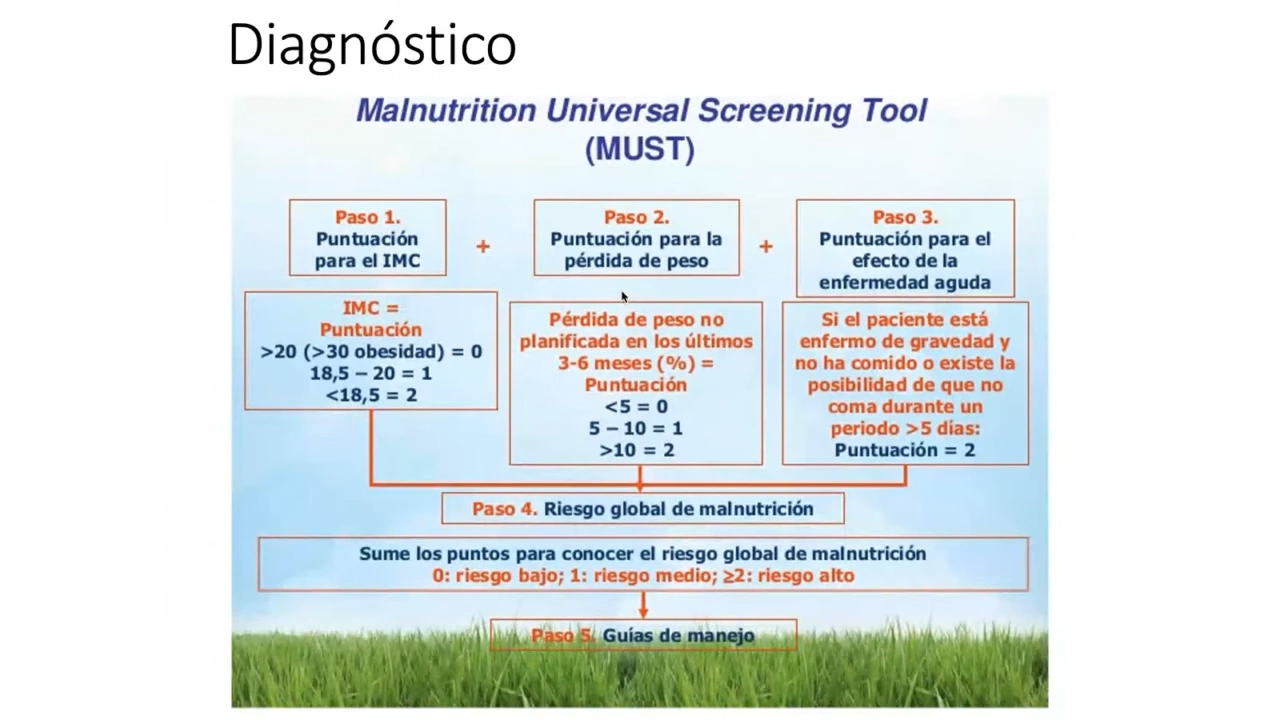 Diagnóstico
Malnutrition Universal Screening Tool
(MUST)
Paso 1.
Puntuación
para el IMC
+
Paso 2.
Puntuación para la
pérdida de peso
+
Paso 3.
Puntuación para el
efecto de la
enfermedad aguda
IMC =
Puntuación
>20 (>30 obesidad) = 0
18,5 – 20 = 1
<18,5 = 2
Pérdida de peso no
planificada en los últimos
3-6 meses (%) =
Puntuación
<5 = 0
5 – 10 = 1
>10 = 2
Si el paciente está
enfermo de gravedad y
no ha comido o existe la
posibilidad de que no
coma durante un
periodo >5 días:
Puntuación = 2
Paso 4. Riesgo global de malnutrición
Sume los puntos para conocer el riesgo global de malnutrición
0: riesgo bajo; 1: riesgo medio; ≥2: riesgo alto
Paso 5. Guías de manejo